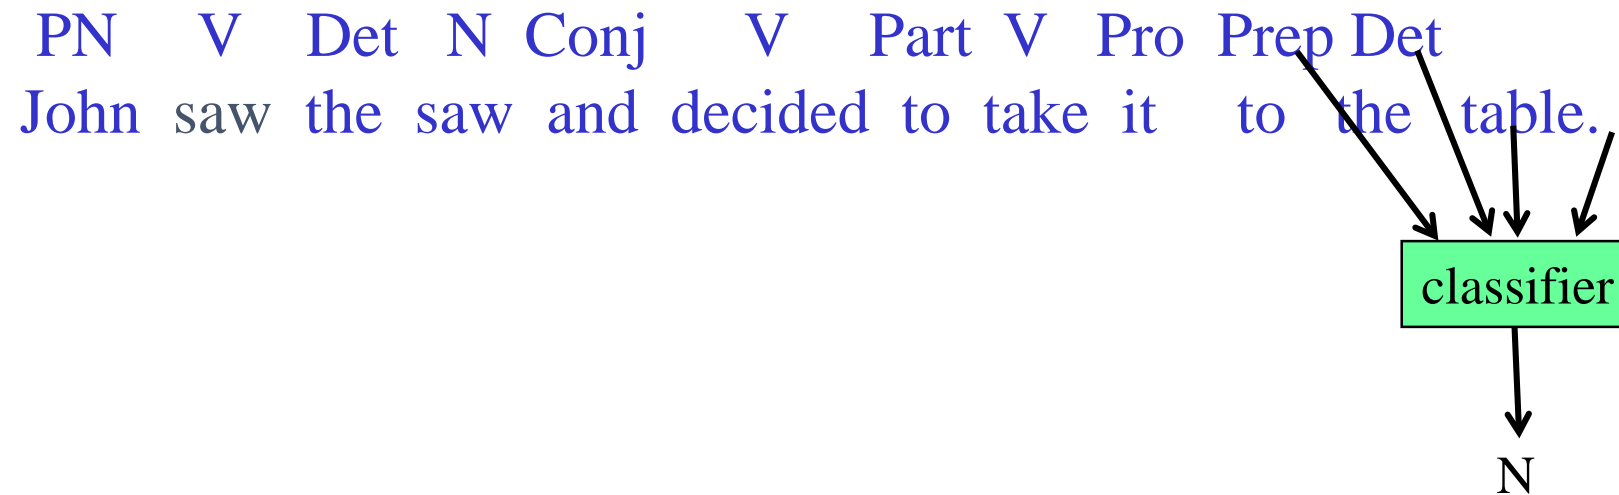 PN V Det N Conj V Part V Pro Prep Det
John saw the saw and decided to take it to the table.
classifier
N